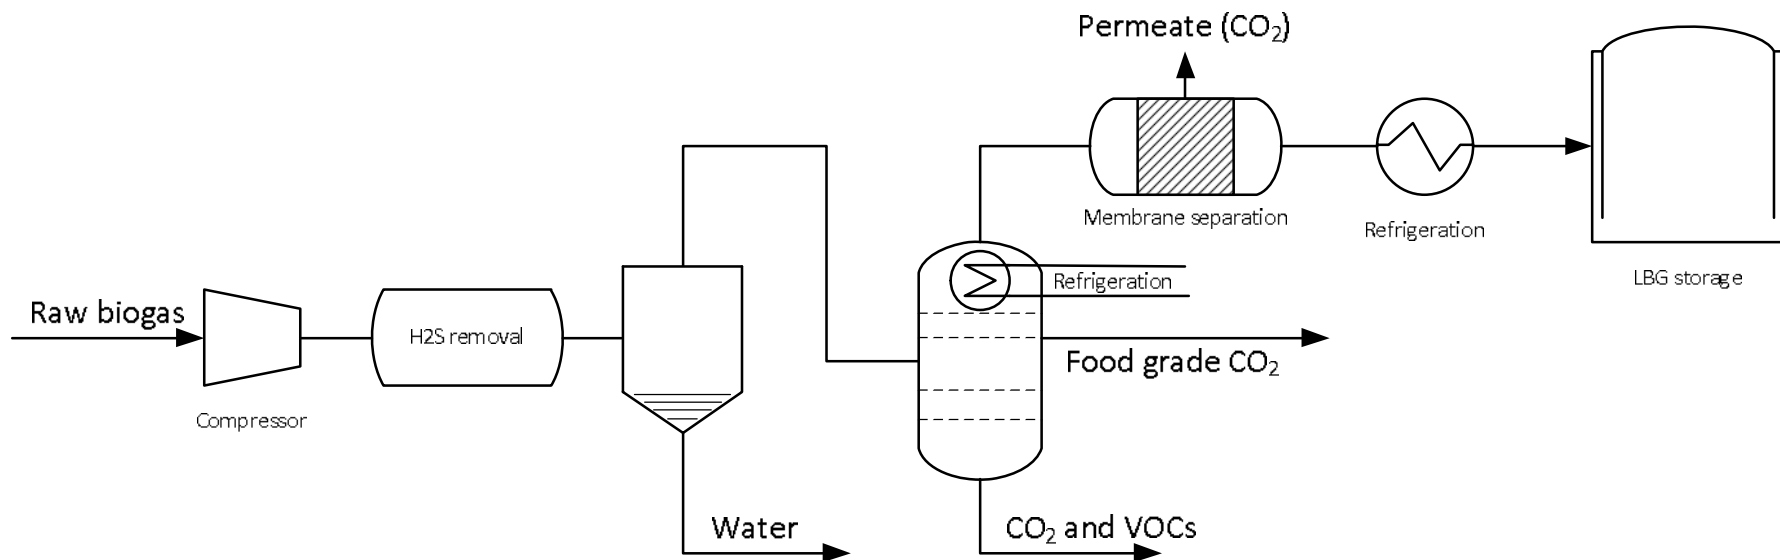 Permeate (CO₂)
Membrane separation
Refrigeration
LBG storage
Refrigeration
Raw biogas
H2S removal
Food grade CO₂
Compressor
Water
CO₂ and VOCs